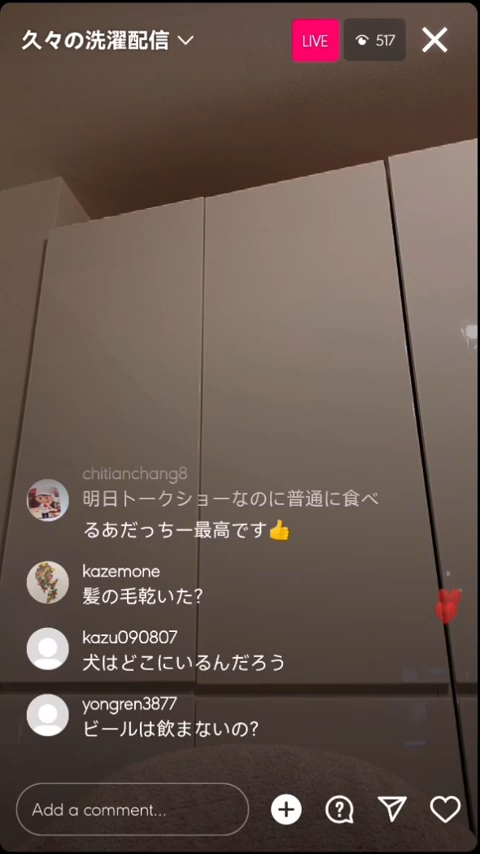 久々の洗濯配信
LIVE
517
chitianchang8
明日トークショーなのに普通に食べ
るあだっちー最高です👍
kazemone
髪の毛乾いた?
kazu090807
犬はどこにいるんだろう
yongren3877
ビールは飲まないの?
Add a comment...